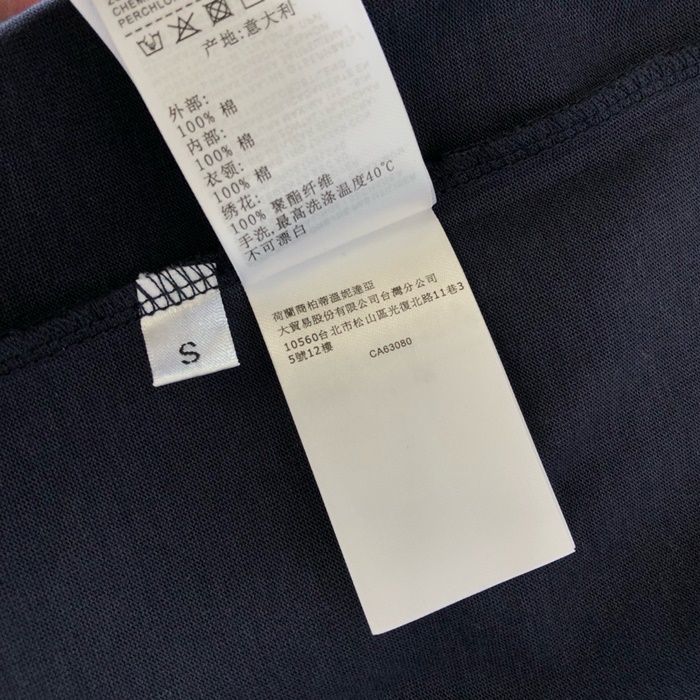 PERCHLOR
产地:意大利
外部:
100% 棉
内部:
100% 棉
衣领:
100% 棉
绣花:
100% 聚酯纤维
手洗,最高洗涤温度40℃
不可漂白
荷蘭商柏蒂溫妮達亞
大貿易股份有限公司台灣分公司
10560台北市松山區光復北路11巷3
5號12樓
CA63080
S